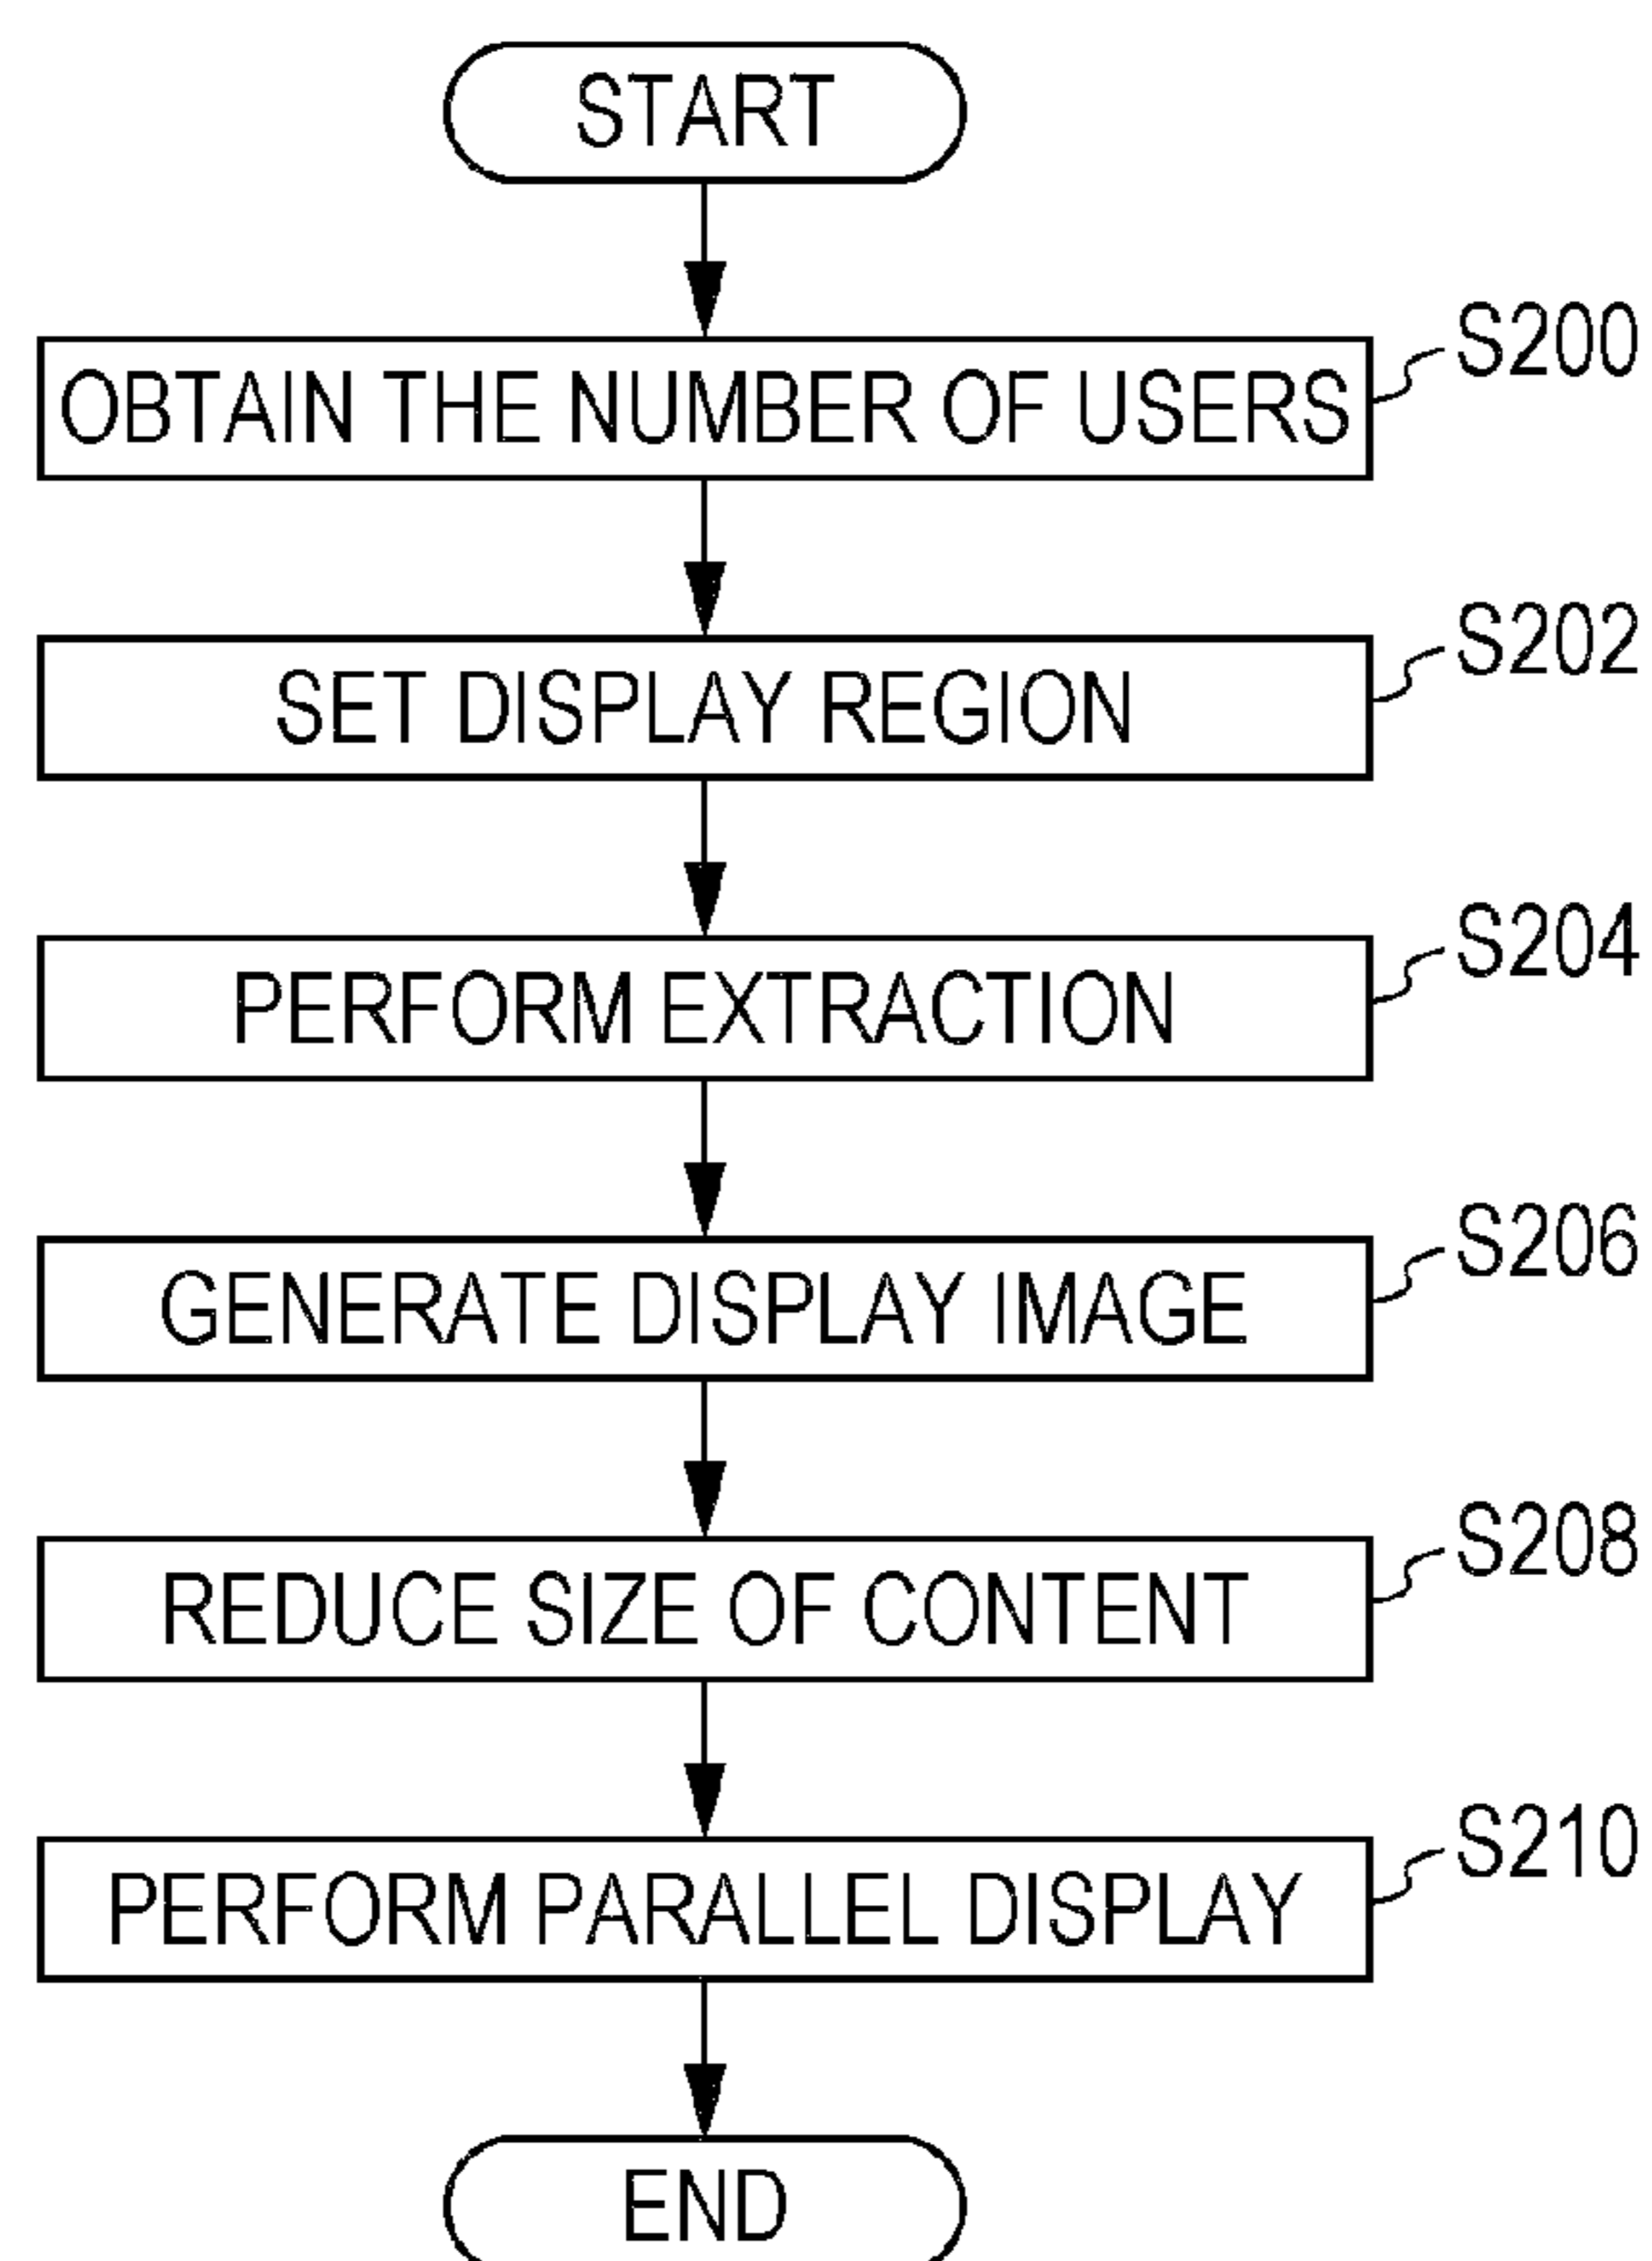 START
OBTAIN THE NUMBER OF USERS
S200
SET DISPLAY REGION
S202
PERFORM EXTRACTION
S204
GENERATE DISPLAY IMAGE
S206
REDUCE SIZE OF CONTENT
S208
PERFORM PARALLEL DISPLAY
S210
END